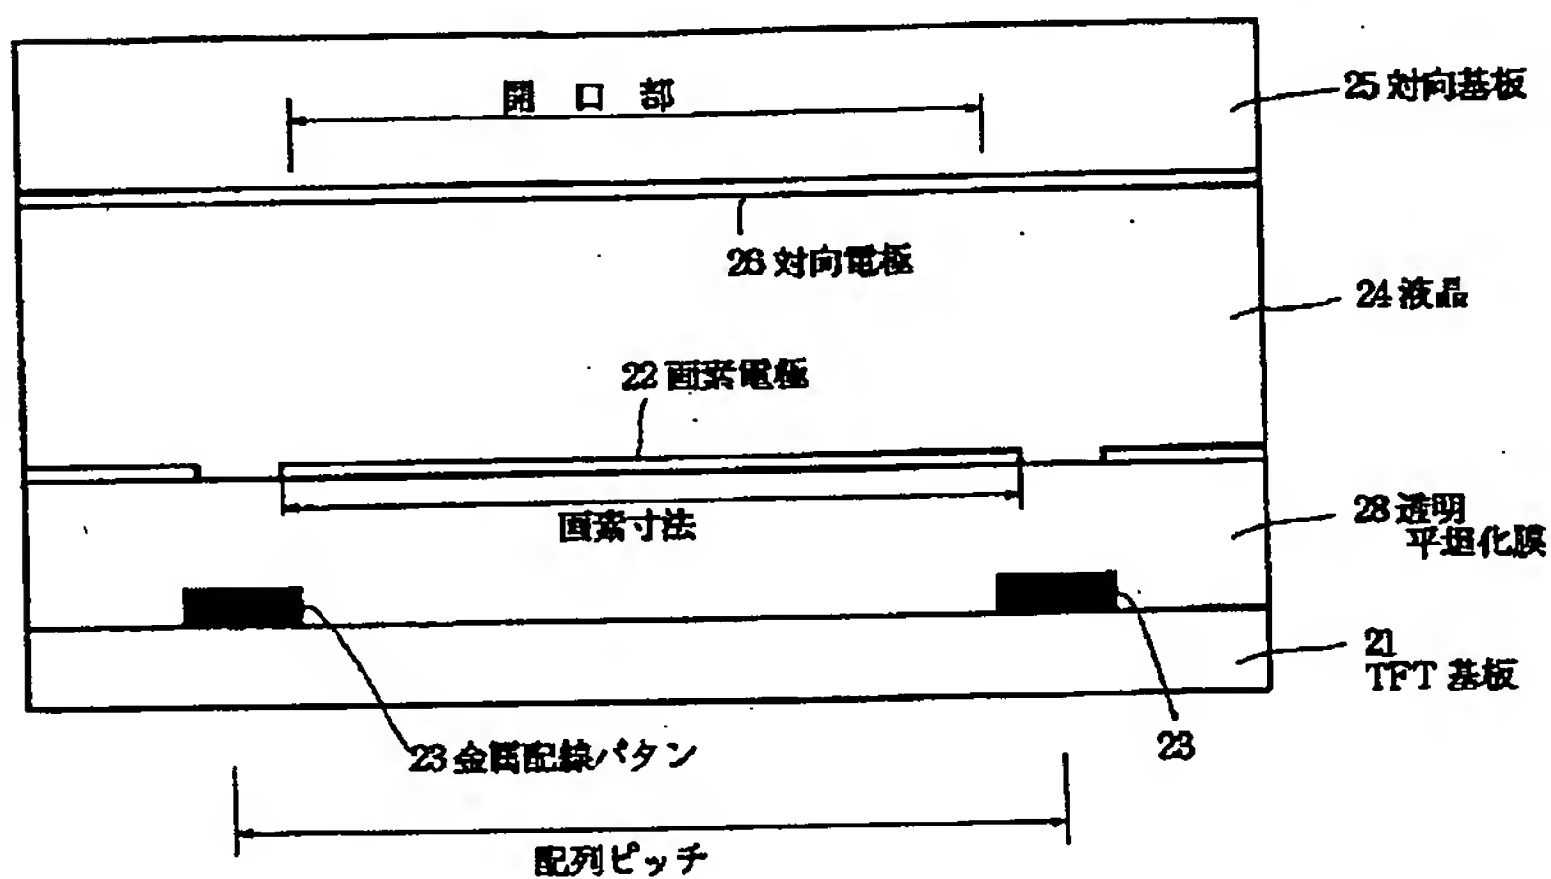 開 口 部
25 対向基板
26 対向電極
24 液晶
22 画素電極
画素寸法
28 透明
平坦化膜
21
TFT 基板
23 金属配線パタン
23
配列ピッチ